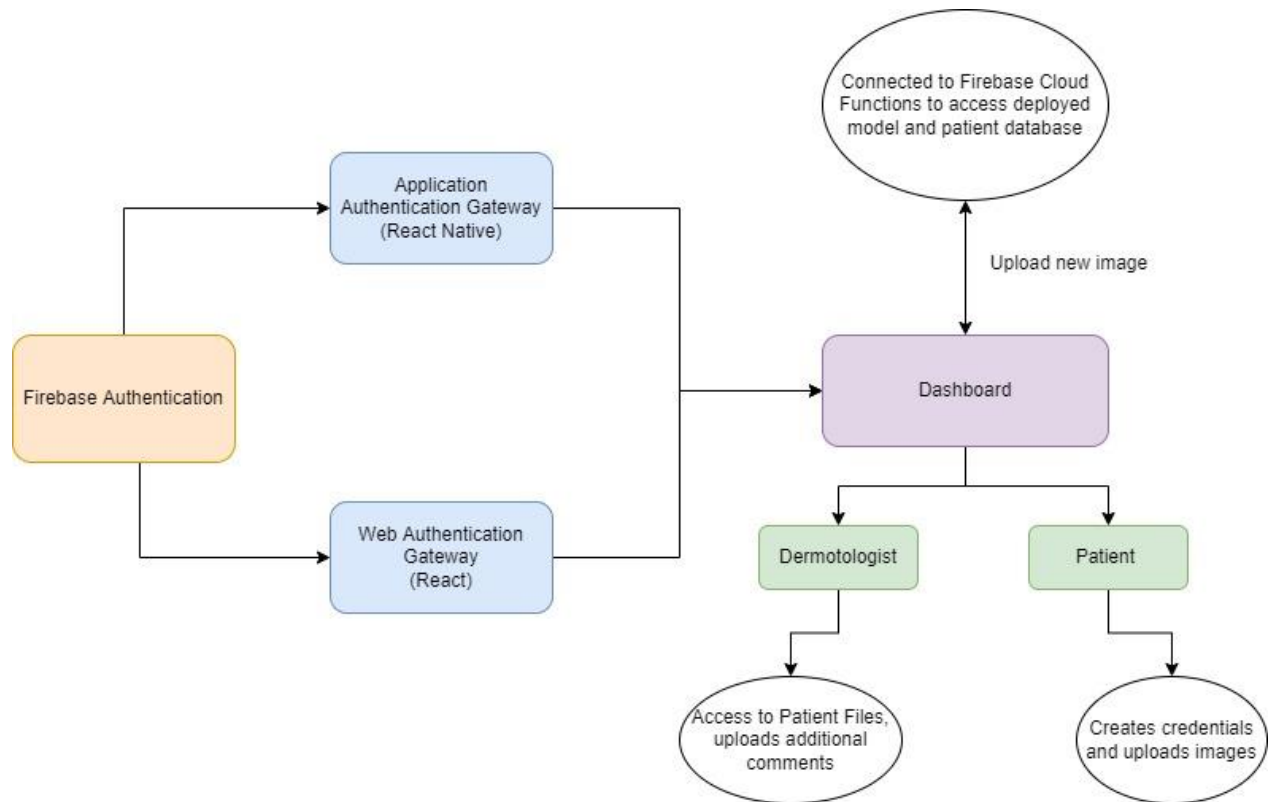 Connected to Firebase Cloud
Functions to access deployed
model and patient database
Application
Authentication Gateway
(React Native)
Upload new image
Firebase Authentication
Dashboard
Web Authentication
Gateway
(React)
Dermotologist
Patient
Access to Patient Files,
uploads additional
comments
Creates credentials
and uploads images